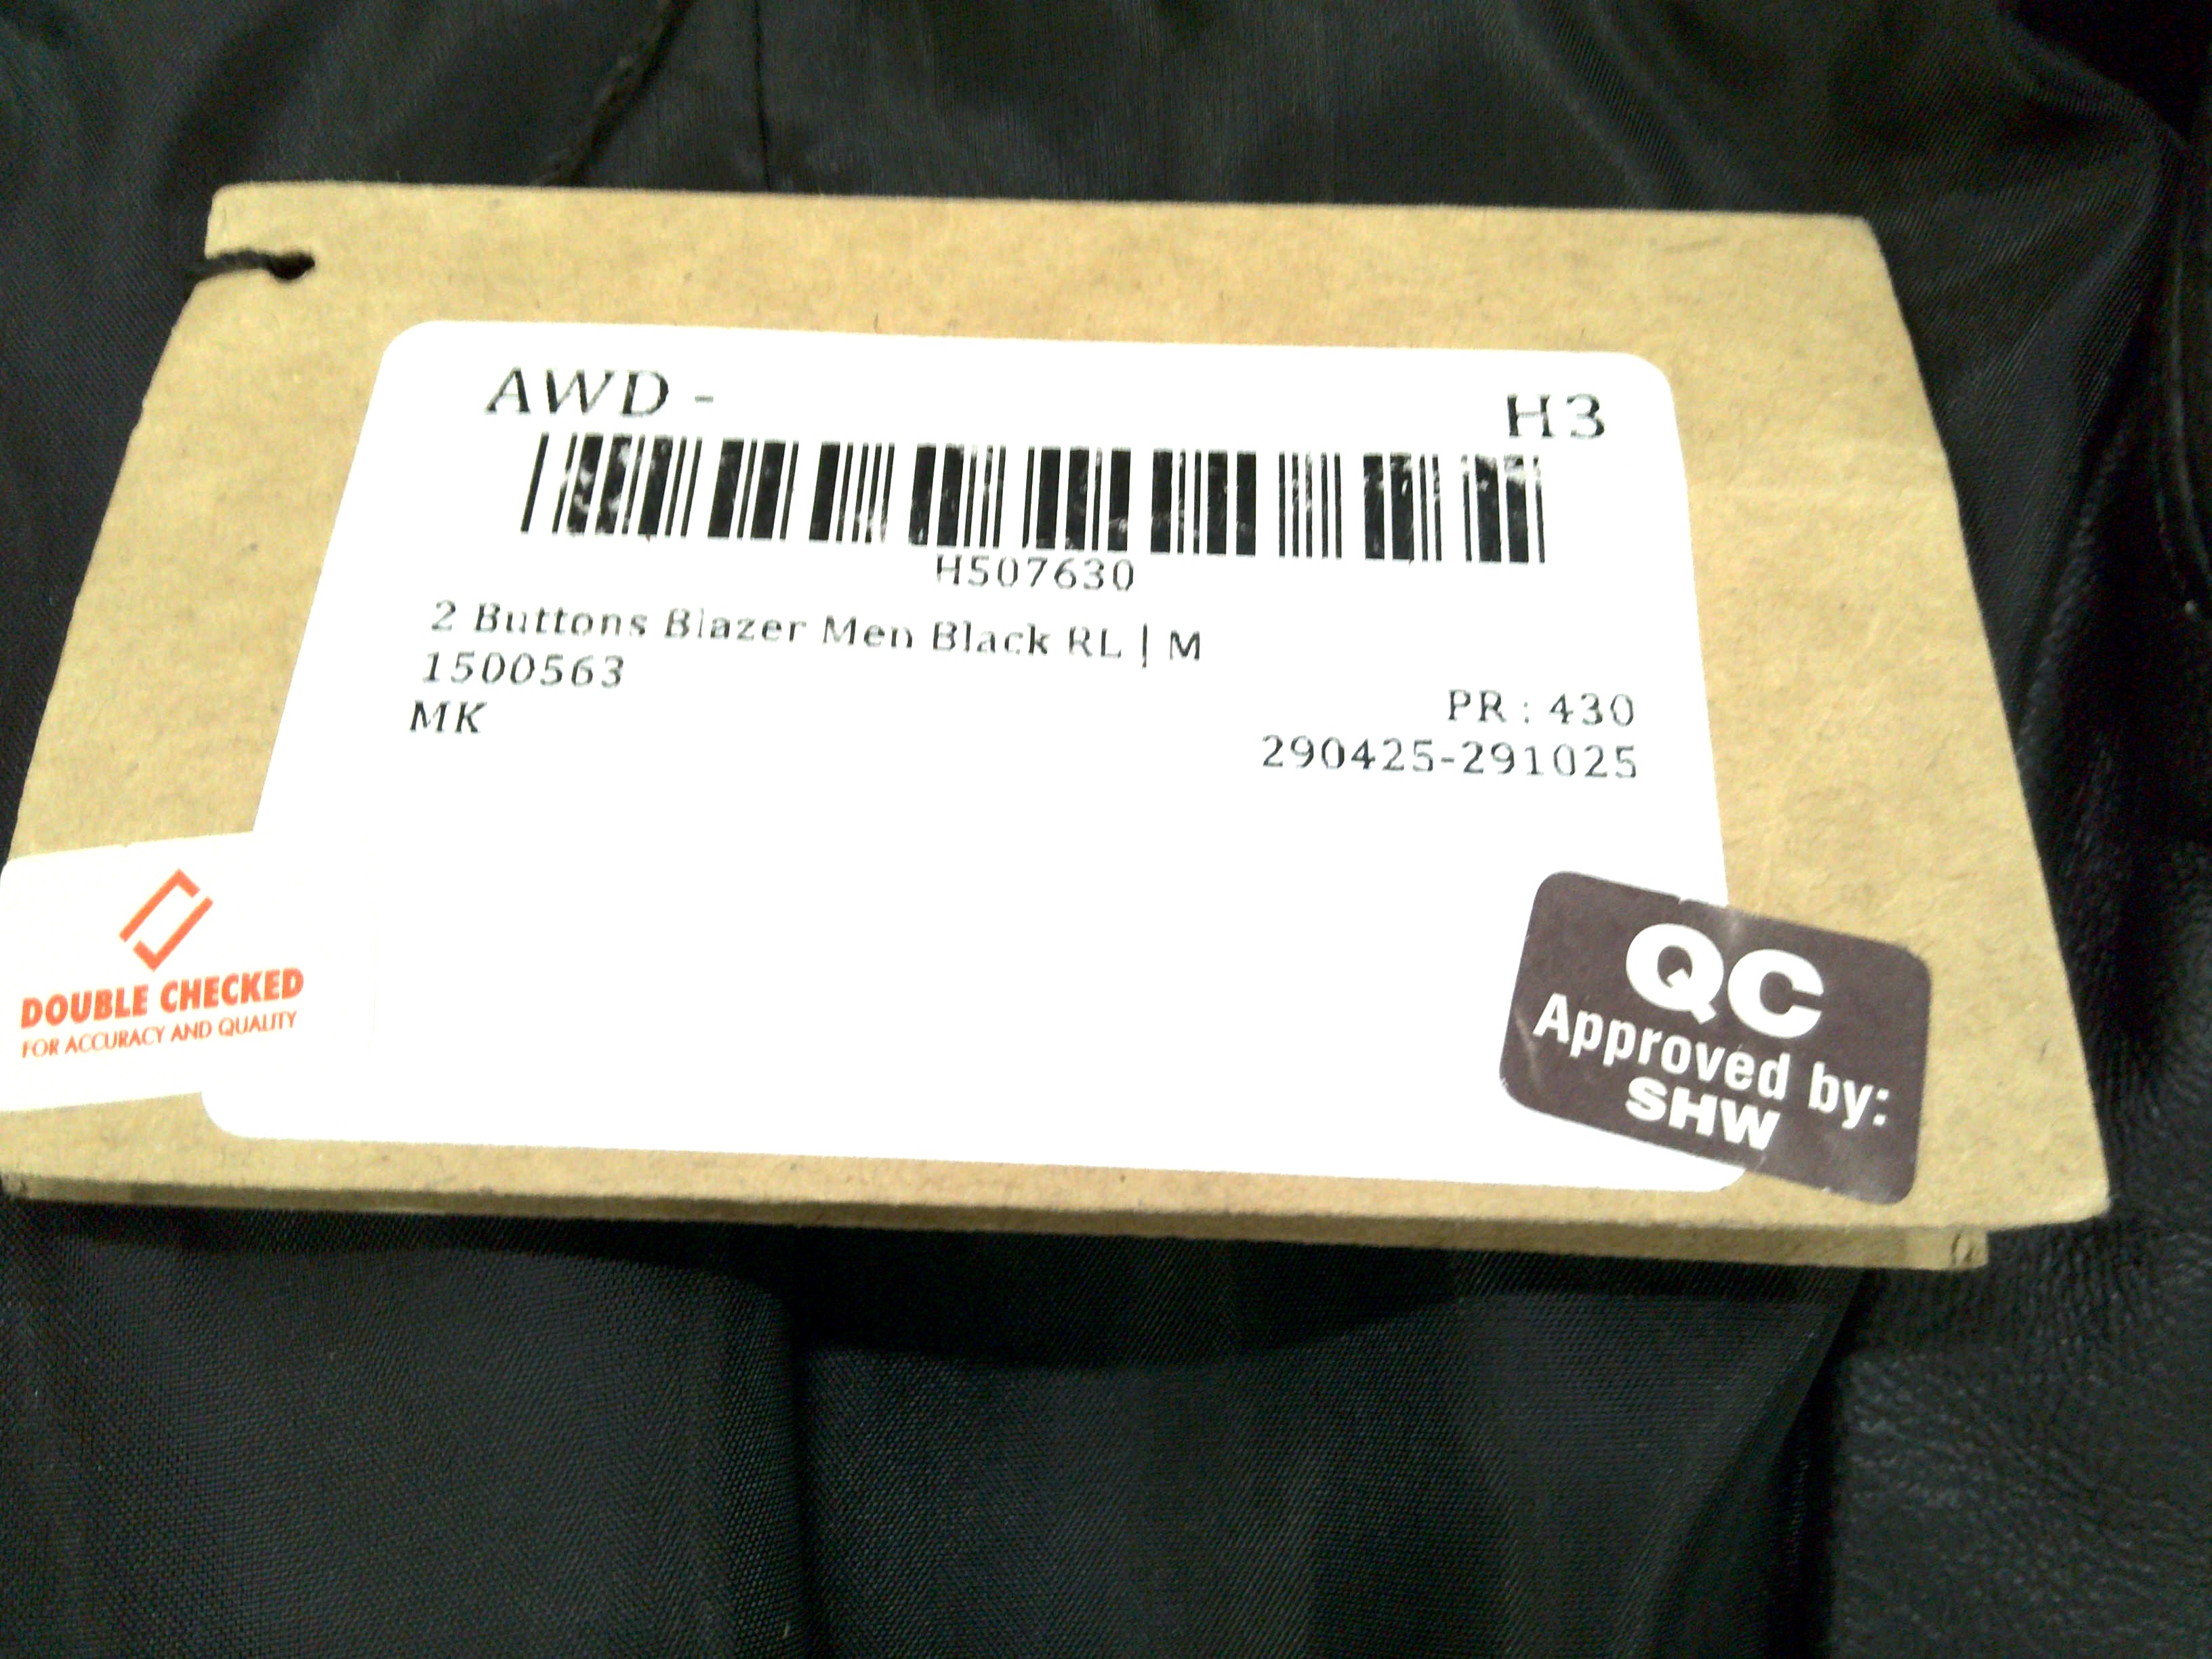 AWD - H3
H507630
2 Buttons Blazer Men Black RL | M
1500563
PR : 430
MK
290425-291025
DOUBLE CHECKED
FOR ACCURACY AND QUALITY
QC
Approved by:
SHW